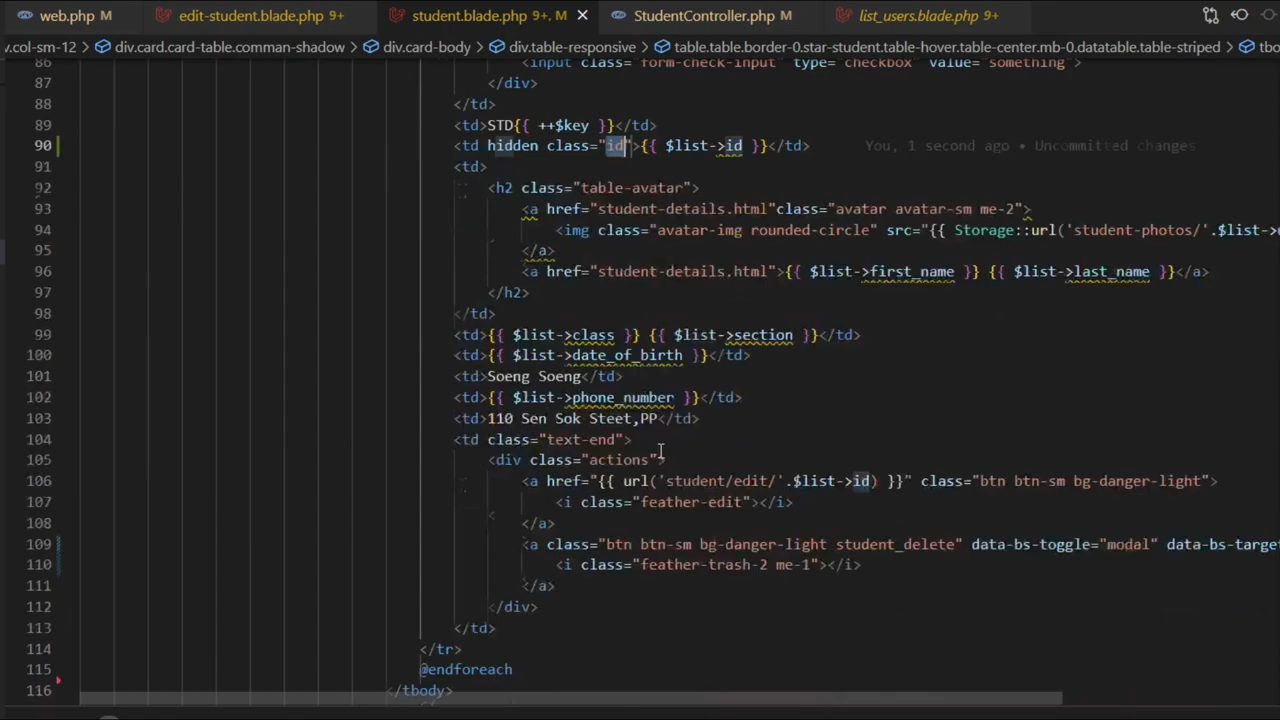 web.php M edit-student.blade.php 9+ student.blade.php 9+, M StudentController.php M list_users.blade.php 9+
v.col-sm-12 > div.card.card-table.comman-shadow > div.card-body > div.table-responsive > table.table.border-0.star-student.table-hover.table-center.mb-0.datatable.table-striped > tbo
86 <input class="form-check-input" type="checkbox" value="something">
87 </div>
88 </td>
89 <td>STD{{ ++$key }}</td>
90 <td hidden class="id">{{ $list->id }}</td> You, 1 second ago • Uncommitted changes
91 <td>
92 <h2 class="table-avatar">
93 <a href="student-details.html"class="avatar avatar-sm me-2">
94 <img class="avatar-img rounded-circle" src="{{ Storage::url('student-photos/'.$list->u
95 </a>
96 <a href="student-details.html">{{ $list->first_name }} {{ $list->last_name }}</a>
97 </h2>
98 </td>
99 <td>{{ $list->class }} {{ $list->section }}</td>
100 <td>{{ $list->date_of_birth }}</td>
101 <td>Soeng Soeng</td>
102 <td>{{ $list->phone_number }}</td>
103 <td>110 Sen Sok Steet,PP</td>
104 <td class="text-end">
105 <div class="actions">
106 <a href="{{ url('student/edit/'.$list->id) }}" class="btn btn-sm bg-danger-light">
107 <i class="feather-edit"></i>
108 </a>
109 <a class="btn btn-sm bg-danger-light student_delete" data-bs-toggle="modal" data-bs-target
110 <i class="feather-trash-2 me-1"></i>
111 </a>
112 </div>
113 </td>
114 </tr>
115 @endforeach
116 </tbody>